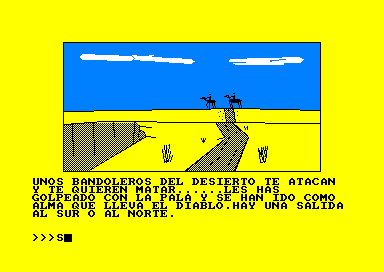 UNOS BANDOLEROS DEL DESIERTO TE ATACAN
Y TE QUIEREN MATAR......LES HAS
GOLPEADO CON LA PALA Y SE HAN IDO COMO
ALMA QUE LLEVA EL DIABLO.HAY UNA SALIDA
AL SUR O AL NORTE.
>>>S